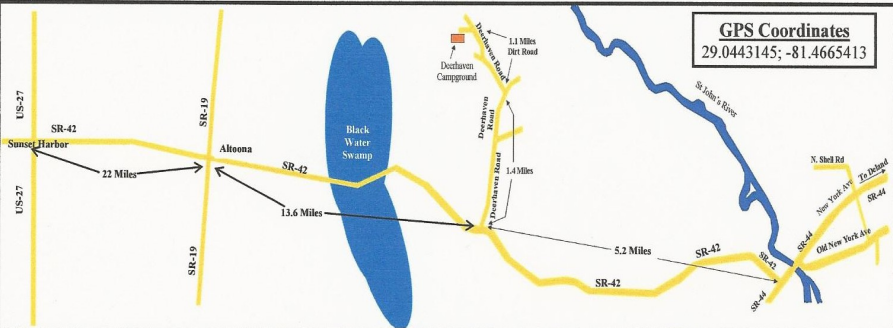 GPS Coordinates
29.0443145; -81.4665413
US-27
SR-42
Sunset Harbor
US-27
22 Miles
SR-19
Altoona
SR-42
SR-19
13.6 Miles
Black
Water
Swamp
Deerhaven
Campground
Deerhaven Road
1.1 Miles
Dirt Road
Deerhaven
Road
1.4 Miles
Deerhaven Road
5.2 Miles
SR-42
SR-42
SR-42
St John's River
N. Shell Rd
New York Ave
To Deland
SR-44
SR-44
Old New York Ave
SR-44